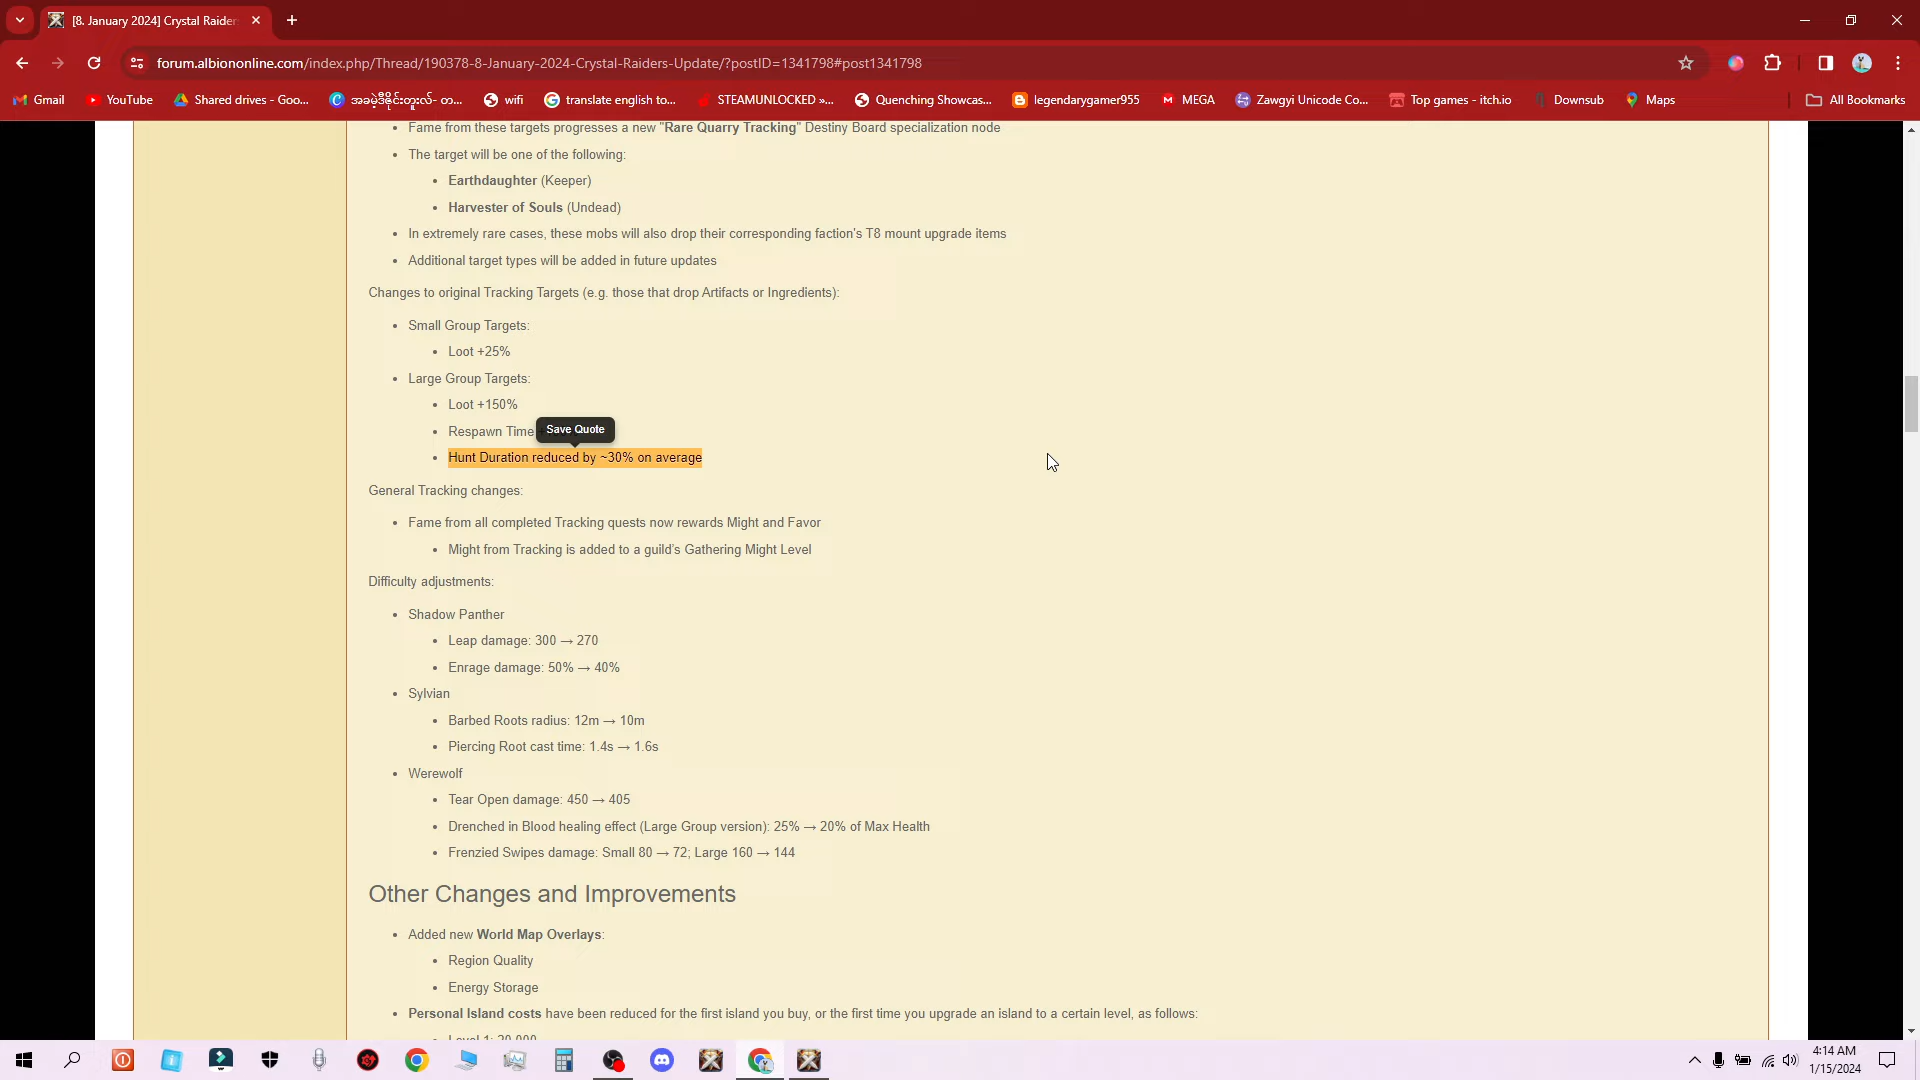 [8. January 2024] Crystal Raider
forum.albiononline.com/index.php/Thread/190378-8-January-2024-Crystal-Raiders-Update/?postID=1341798#post1341798
Gmail
YouTube
Shared drives - Goo...
wifi
translate english to...
STEAMUNLOCKED »...
Quenching Showcas...
legendarygamer955
MEGA
Zawgyi Unicode Co...
Top games - itch.io
Downsub
Maps
All Bookmarks
• Fame from these targets progresses a new "Rare Quarry Tracking" Destiny Board specialization node
• The target will be one of the following:
• Earthdaughter (Keeper)
• Harvester of Souls (Undead)
• In extremely rare cases, these mobs will also drop their corresponding faction's T8 mount upgrade items
• Additional target types will be added in future updates
Changes to original Tracking Targets (e.g. those that drop Artifacts or Ingredients):
• Small Group Targets:
• Loot +25%
• Large Group Targets:
• Loot +150%
• Respawn Time
Save Quote
• Hunt Duration reduced by ~30% on average
General Tracking changes:
• Fame from all completed Tracking quests now rewards Might and Favor
• Might from Tracking is added to a guild's Gathering Might Level
Difficulty adjustments:
• Shadow Panther
• Leap damage: 300 → 270
• Enrage damage: 50% → 40%
• Sylvian
• Barbed Roots radius: 12m → 10m
• Piercing Root cast time: 1.4s → 1.6s
• Werewolf
• Tear Open damage: 450 → 405
• Drenched in Blood healing effect (Large Group version): 25% → 20% of Max Health
• Frenzied Swipes damage: Small 80 → 72; Large 160 → 144
Other Changes and Improvements
• Added new World Map Overlays:
• Region Quality
• Energy Storage
• Personal Island costs have been reduced for the first island you buy, or the first time you upgrade an island to a certain level, as follows:
• Level 1: 20,000
4:14 AM
1/15/2024